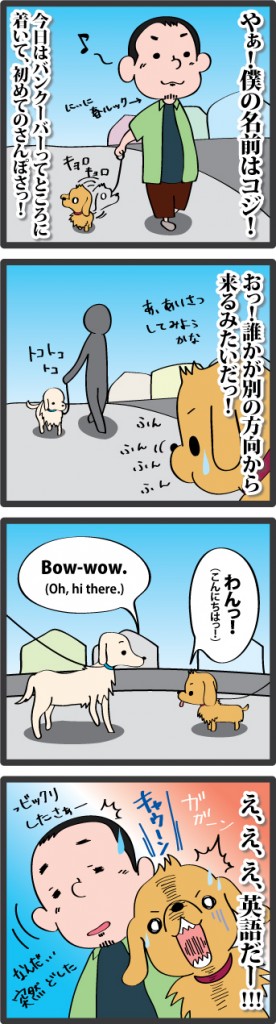 やぁ！僕の名前はコジ！
今日はバンクーバーってところに
着いて、初めてのさんぽさっ！
に…に
春ルック→
キョロ
キョロ
おっ！誰かが別の方向から
来るみたいだっ！
あ、あいさつ
してみよう
かな
トコトコ
トコ
ふん
ふん
ふん
ふん
わんっ！
（こんにちはっ！）
Bow-wow.
(Oh, hi there.)
え、え、え、英語だー!!!
ガガーン
キャウーン
っビックリ
したさぁー
なんだ…
突然どした